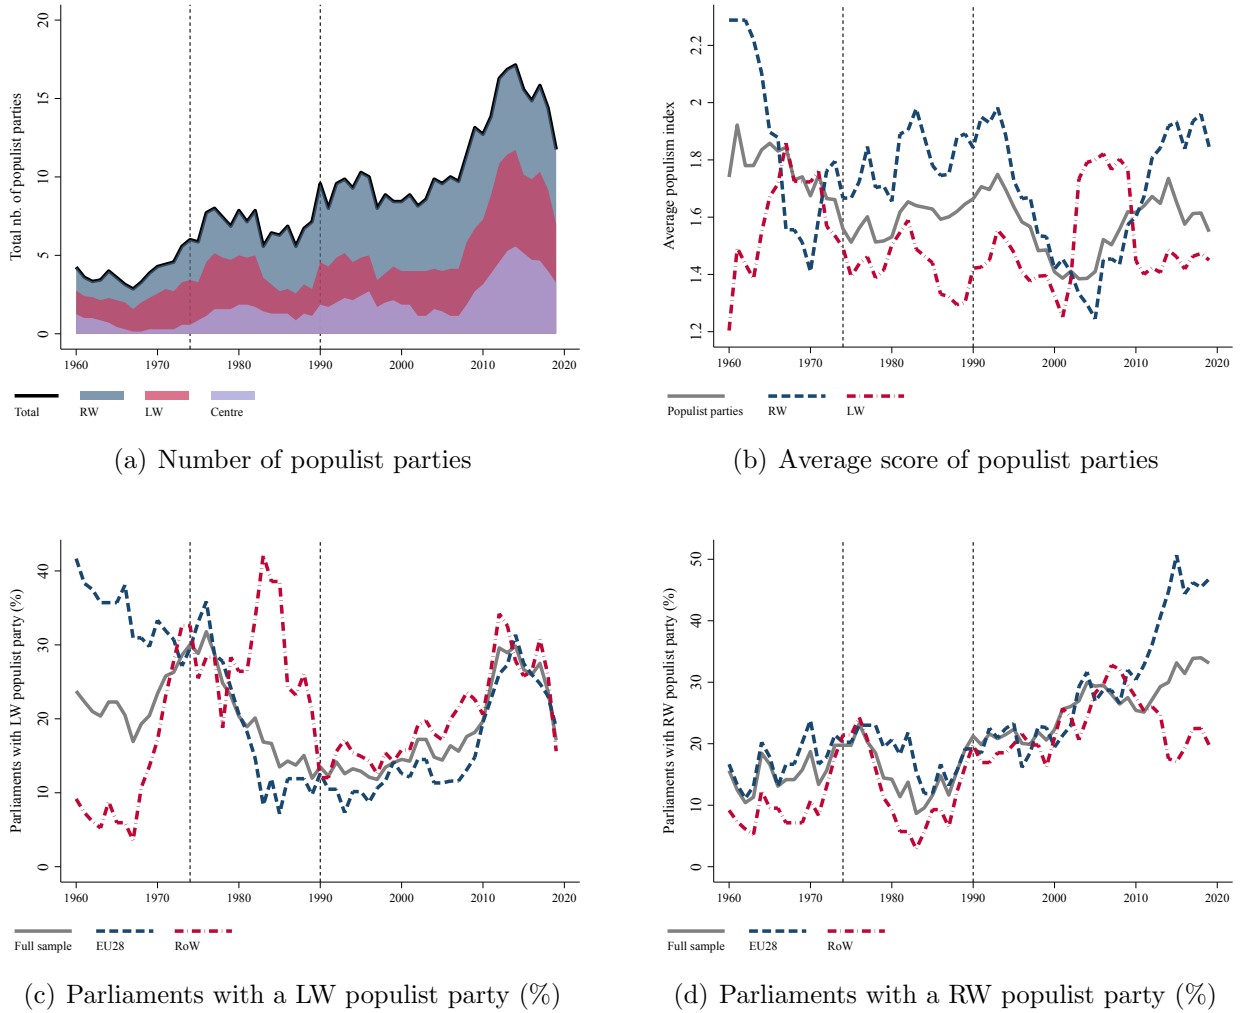 Total nb. of populist parties
20
15
10
5
0
1960 1970 1980 1990 2000 2010 2020
Total RW LW Centre
(a) Number of populist parties
Average populism index
2.2
2
1.8
1.6
1.4
1.2
1960 1970 1980 1990 2000 2010 2020
Populist parties RW LW
(b) Average score of populist parties
Parliaments with LW populist party (%)
40
30
20
10
0
1960 1970 1980 1990 2000 2010 2020
Full sample EU28 RoW
(c) Parliaments with a LW populist party (%)
Parliaments with RW populist party (%)
50
40
30
20
10
0
1960 1970 1980 1990 2000 2010 2020
Full sample EU28 RoW
(d) Parliaments with a RW populist party (%)